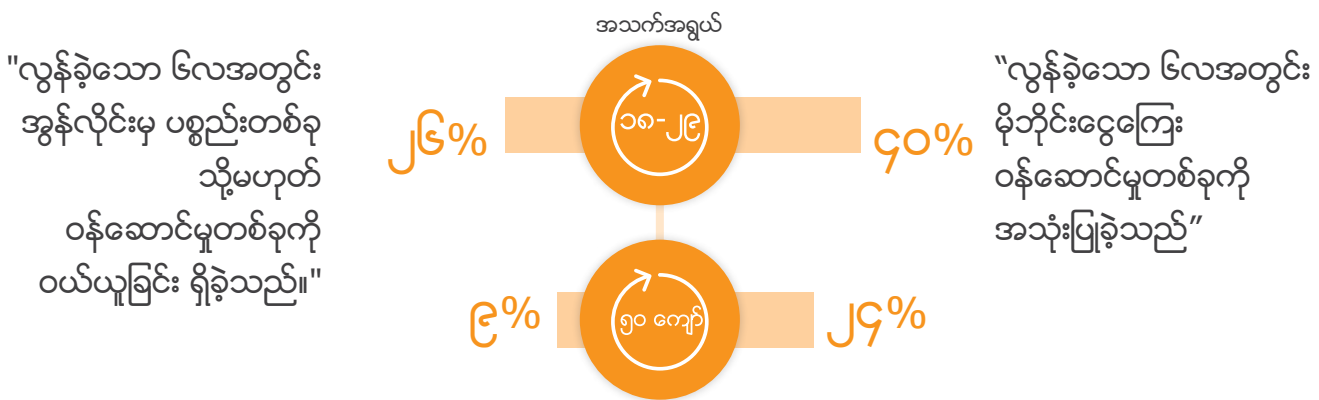 အသက်အရွယ်
"လွန်ခဲ့သော ၆လအတွင်း
အွန်လိုင်းမှ ပစ္စည်းတစ်ခု
သို့မဟုတ်
ဝန်ဆောင်မှုတစ်ခုကို
ဝယ်ယူခြင်း ရှိခဲ့သည်။"
၂၆%
၁၈-၂၉
၄၀%
“လွန်ခဲ့သော ၆လအတွင်း
မိုဘိုင်းငွေကြေး
ဝန်ဆောင်မှုတစ်ခုကို
အသုံးပြုခဲ့သည်”
၉%
၅၀ ကျော်
၂၄%